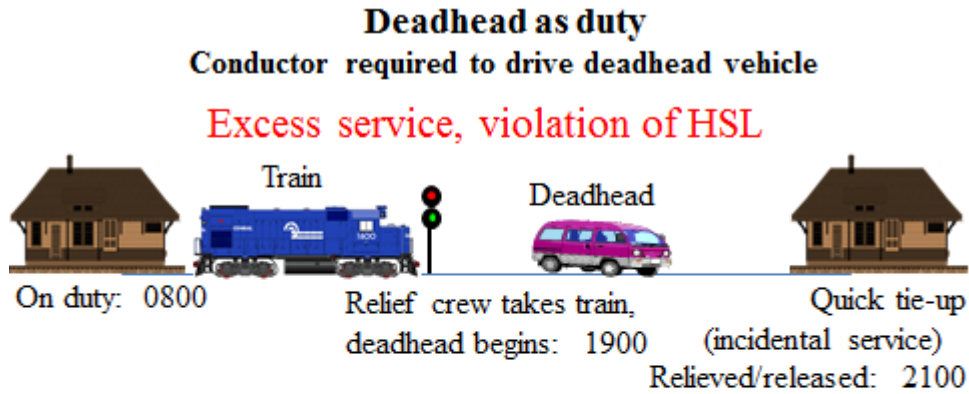 Deadhead as duty
Conductor required to drive deadhead vehicle
Excess service, violation of HSL
Train
Deadhead
On duty: 0800
Relief crew takes train,
deadhead begins: 1900
Quick tie-up
(incidental service)
Relieved/released: 2100